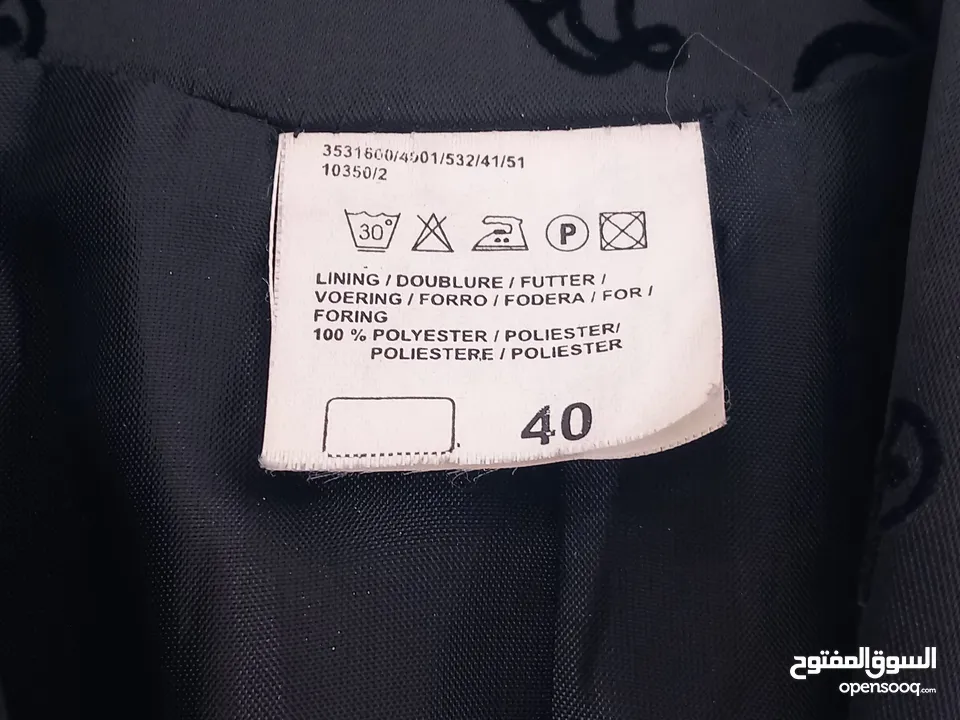 3531600/4901/532/41/51
10350/2
30°
P
LINING / DOUBLURE / FUTTER /
VOERING / FORRO / FODERA / FOR /
FORING
100 % POLYESTER / POLIESTER/
POLIESTERE / POLIESTER
40
السوق المفتوح
opensooq.com